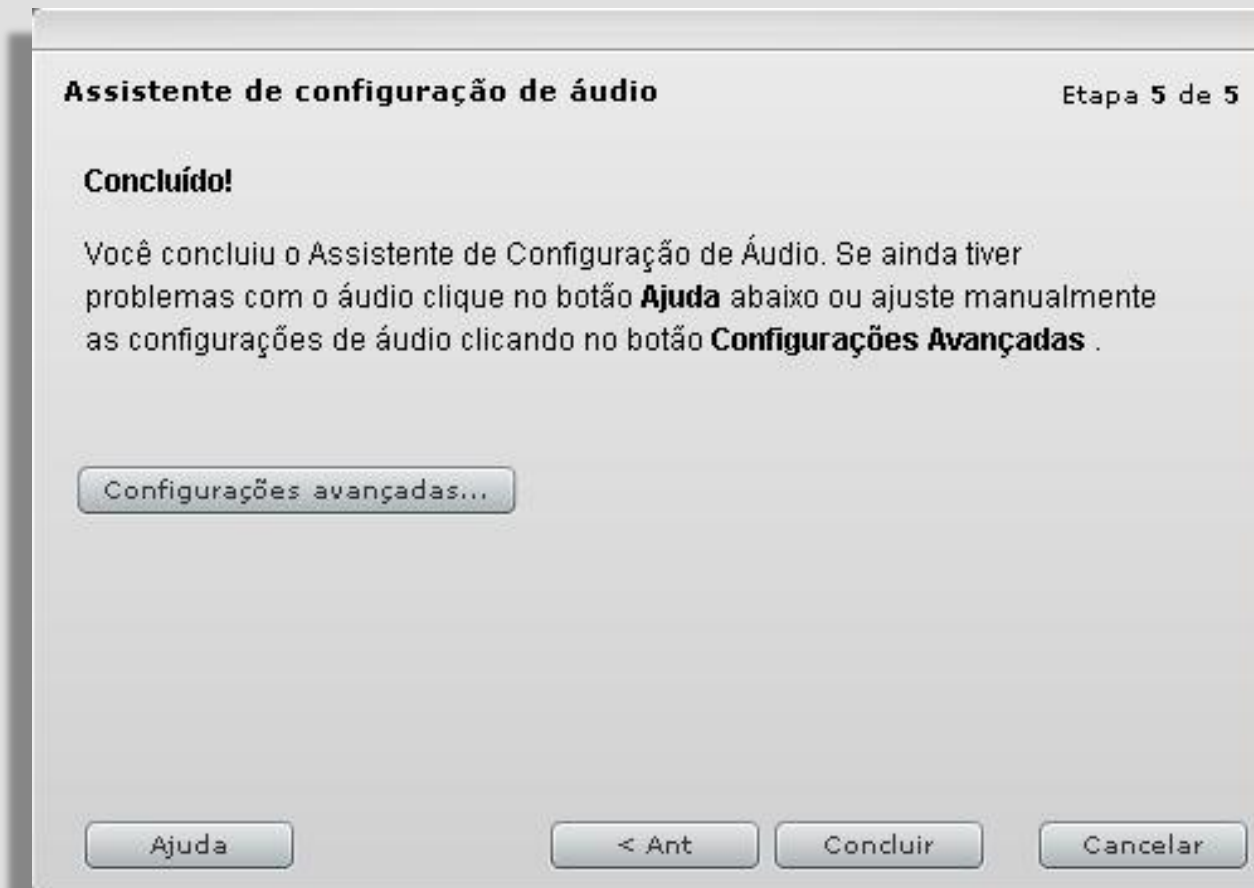 Assistente de configuração de áudio
Etapa 5 de 5
Concluído!
Você concluiu o Assistente de Configuração de Áudio. Se ainda tiver
problemas com o áudio clique no botão Ajuda abaixo ou ajuste manualmente
as configurações de áudio clicando no botão Configurações Avançadas .
Configurações avançadas...
Ajuda
< Ant
Concluir
Cancelar